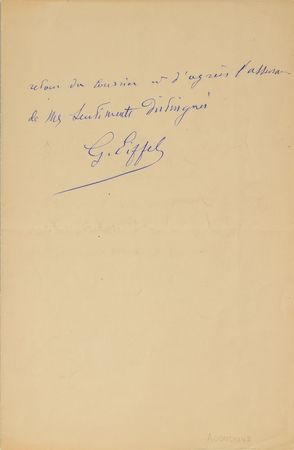 retour du courrier et d'agréer l'assurance
de mes sentiments distingués
G. Eiffel